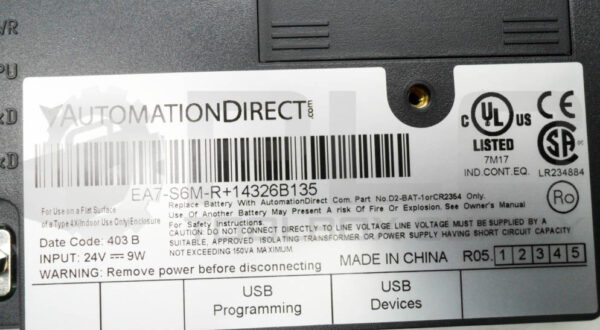 AUTOMATIONDIRECT.com
EA7-S6M-R+14326B135
c UL US
LISTED
7M17
IND.CONT.EQ.
CE
SA
LR234884
Ro
For Use on a Flat Surface
of a Type 4X(Indoor Use Only)Enclosure
Replace Battery With AutomationDirect Com. Part No.D2-BAT-1orCR2354 Only.
Use Of Another Battery May Present A Risk Of Fire Or Explosion. See Owner's Manual
For Safety Instructions.
CAUTION: DO NOT CONNECT DIRECTLY TO LINE VOLTAGE LINE VOLTAGE MUST BE SUPPLIED BY A
SUITABLE, APPROVED ISOLATING TRANSFORMER OR POWER SUPPLY HAVING SHORT CIRCUIT CAPACITY
NOT EXCEEDING 150VA MAXIMUM
Date Code: 403 B
INPUT: 24V 9W
MADE IN CHINA
R05. 1 2 3 4 5
WARNING: Remove power before disconnecting
USB
Programming
USB
Devices